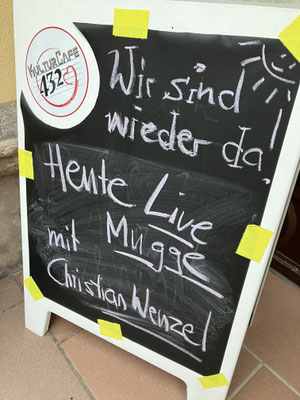 KULTURCAFE
432
Wir sind
wieder da!
Heute Live
mit Mugge
Christian Wenzel